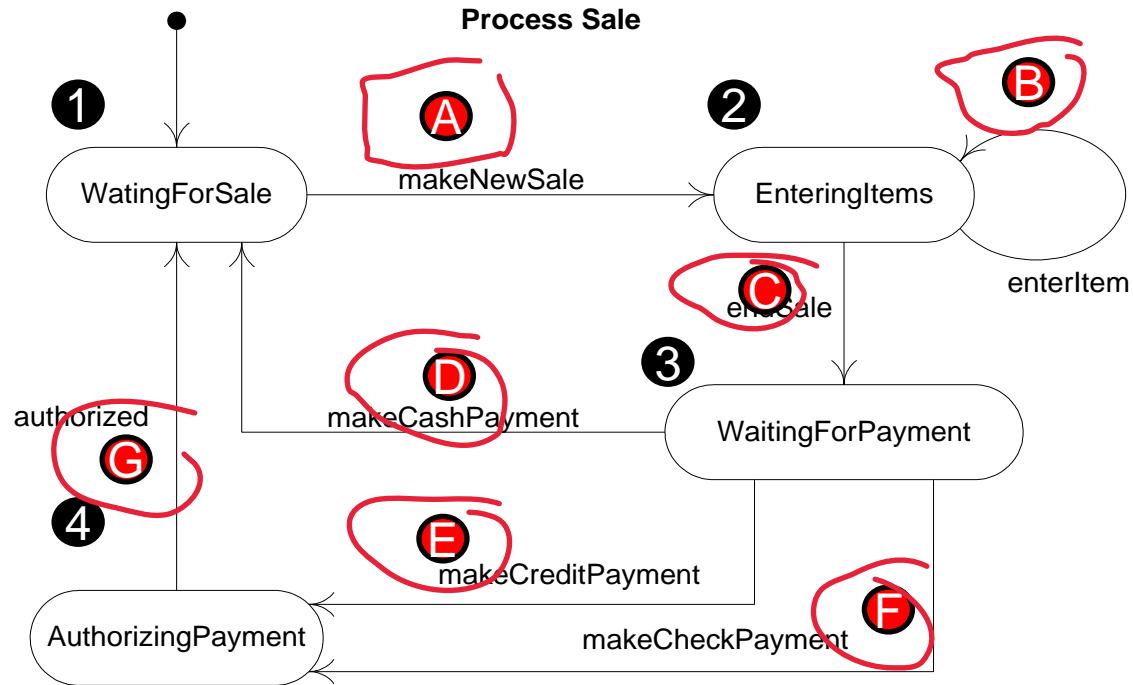 Process Sale
1
A
2
B
makeNewSale
WatingForSale
EnteringItems
C
endSale
enterItem
3
D
makeCashPayment
authorized
WaitingForPayment
G
4
E
makeCreditPayment
F
AuthorizingPayment
makeCheckPayment